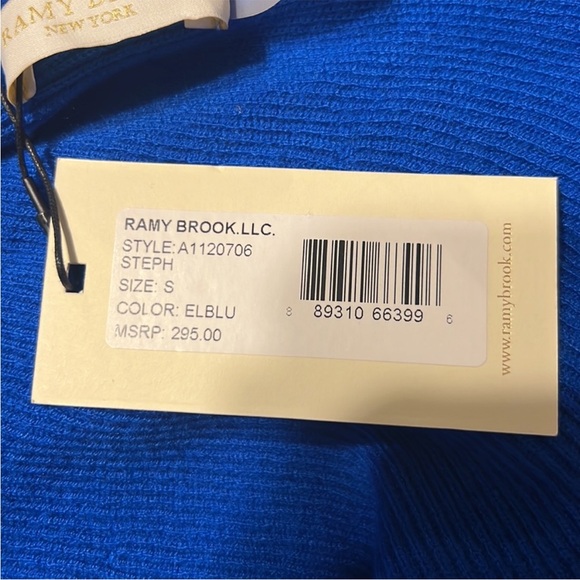 RAMY
NEW YORK
RAMY BROOK.LLC.
STYLE: A1120706
STEPH
SIZE: S
COLOR: ELBLU
MSRP: 295.00
8 89310 66399 6
www.ramybrook.com